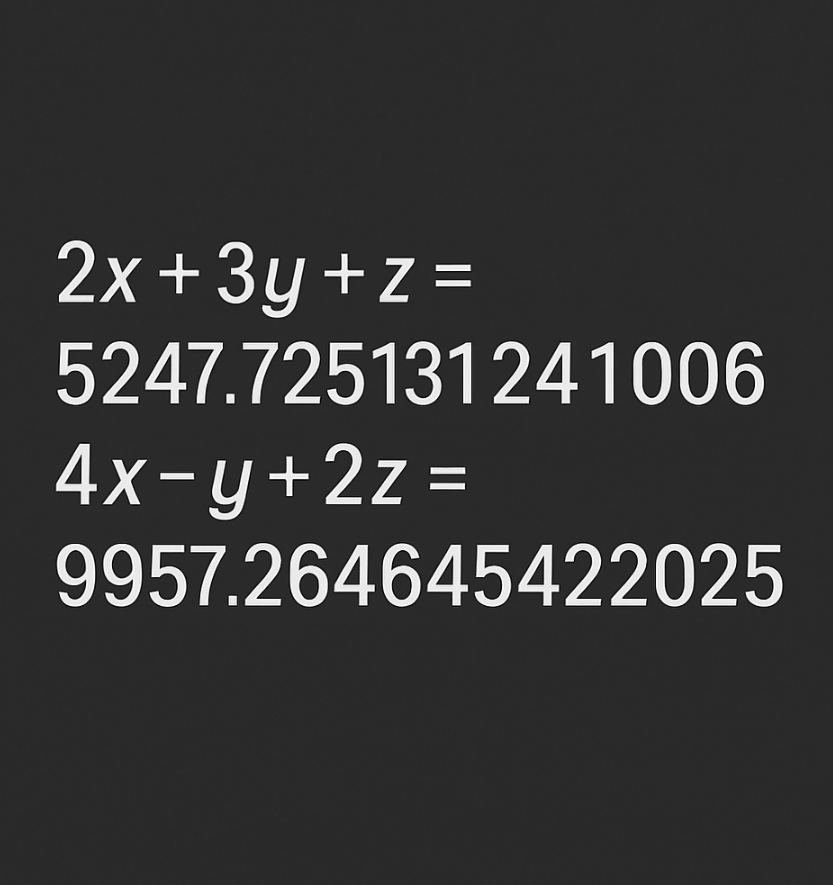 2x + 3y + z =
5247.725131241006
4x − y + 2z =
9957.264645422025